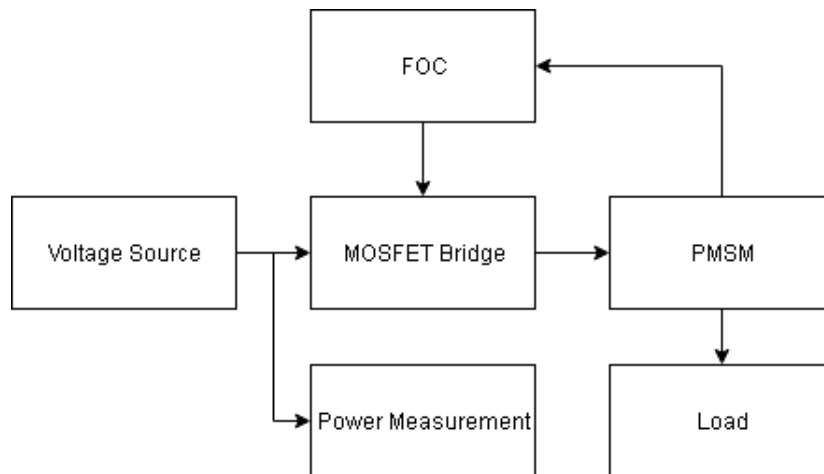 FOC
Voltage Source
MOSFET Bridge
PMSM
Power Measurement
Load